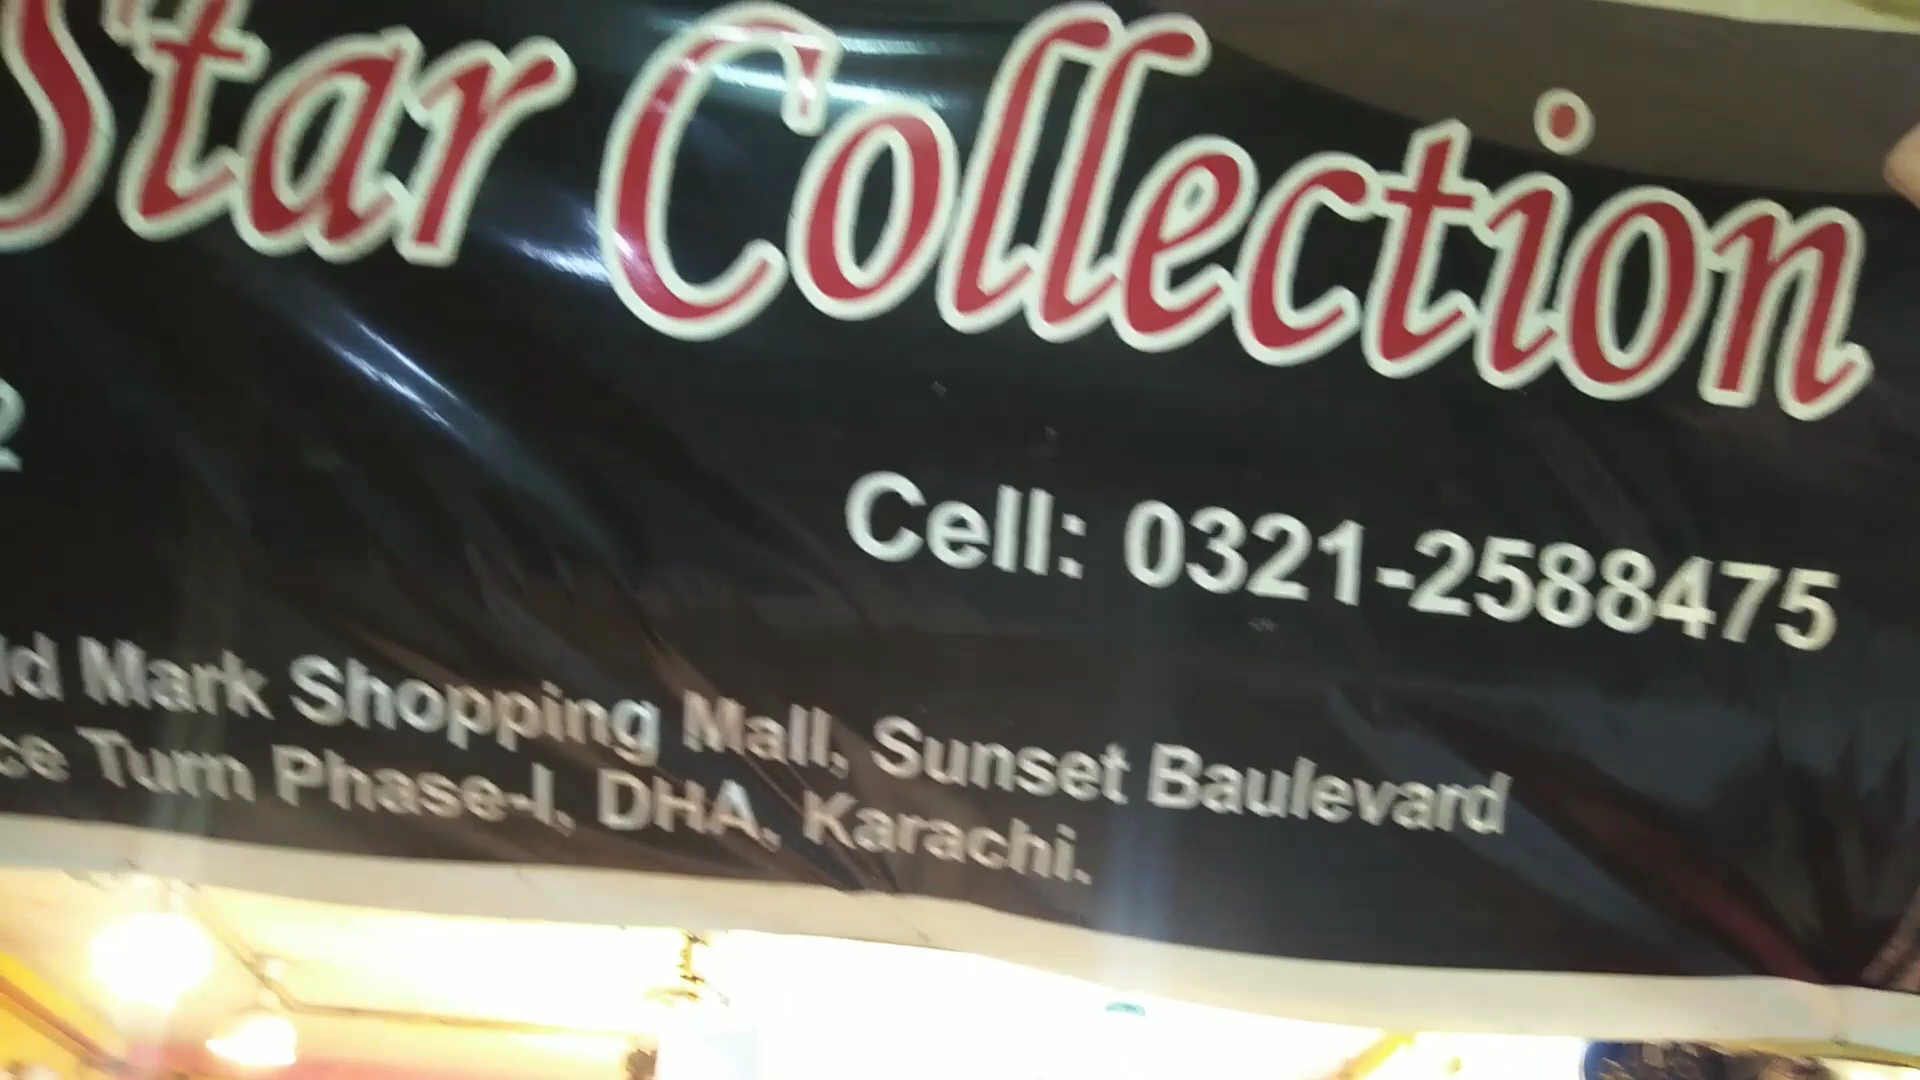 Star Collection
Cell: 0321-2588475
Mark Shopping Mall, Sunset Baulevard
Turn Phase-I, DHA, Karachi.